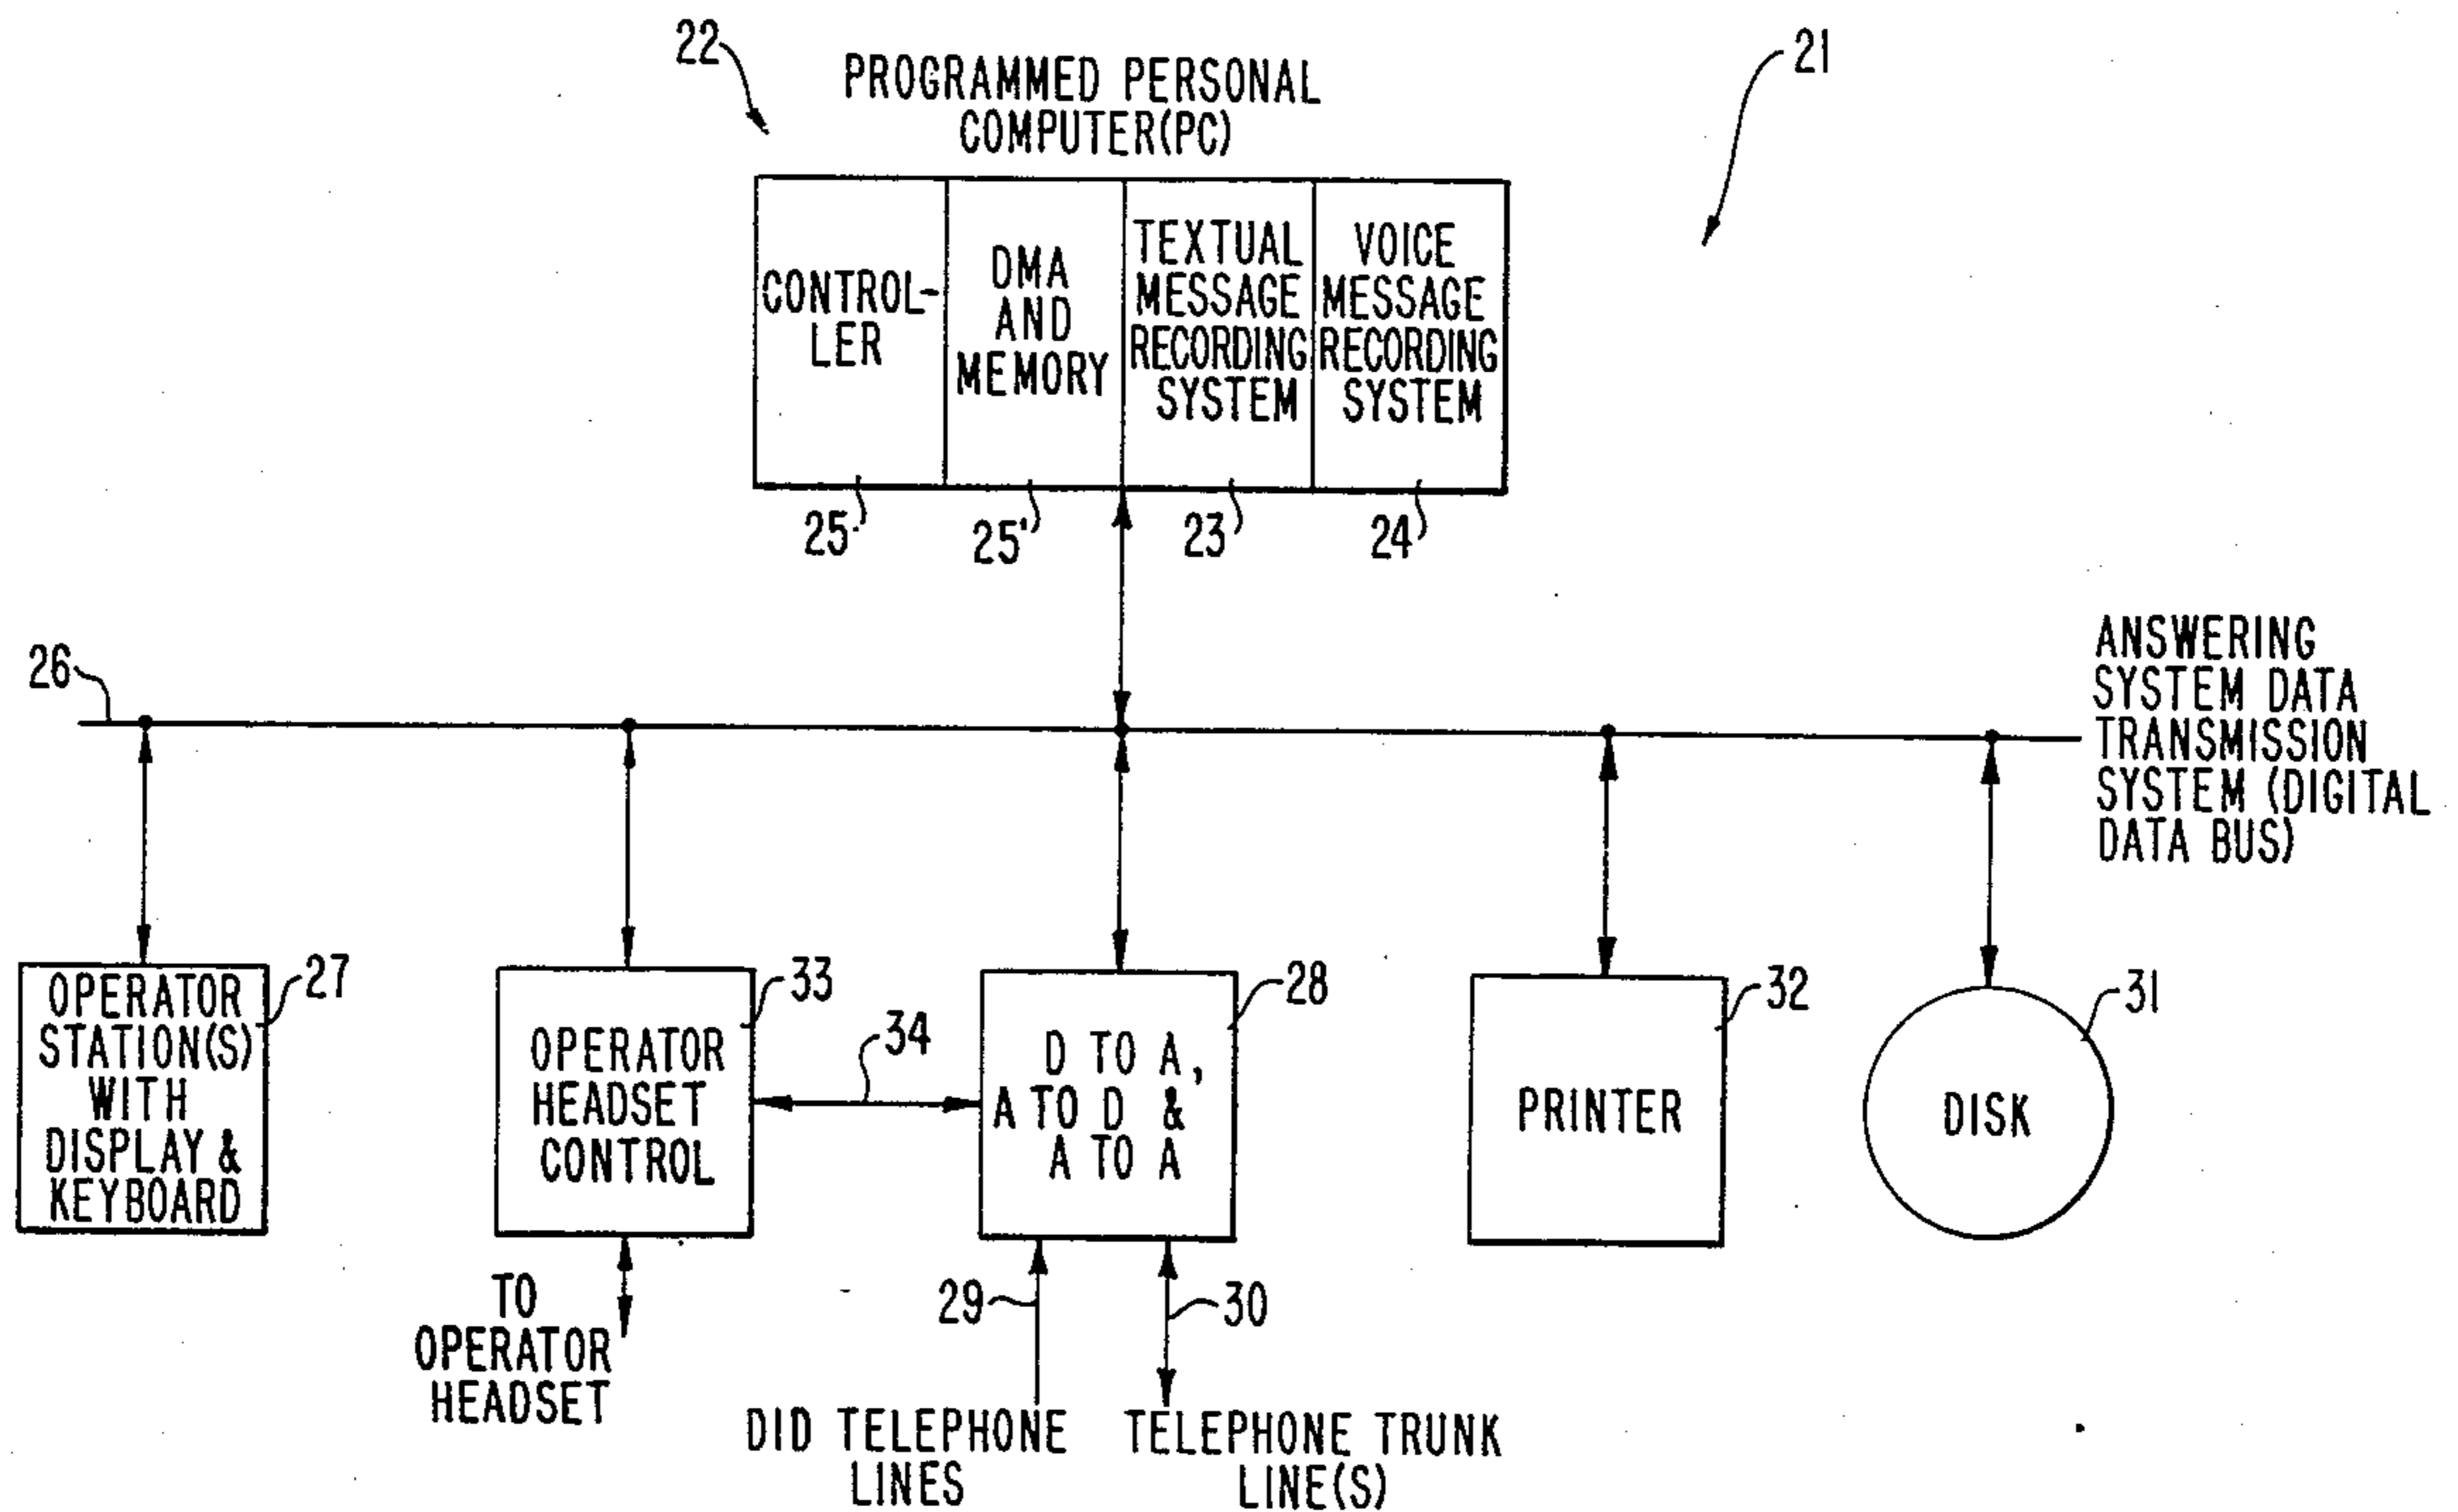 22
21
PROGRAMMED PERSONAL
COMPUTER(PC)
CONTROL-
LER
DMA
AND
MEMORY
TEXTUAL
MESSAGE
RECORDING
SYSTEM
VOICE
MESSAGE
RECORDING
SYSTEM
25
25'
23
24
26
ANSWERING
SYSTEM DATA
TRANSMISSION
SYSTEM (DIGITAL
DATA BUS)
OPERATOR
STATION(S)
WITH
DISPLAY &
KEYBOARD
27
OPERATOR
HEADSET
CONTROL
33
34
D TO A,
A TO D &
A TO A
28
PRINTER
32
DISK
31
TO
OPERATOR
HEADSET
29
30
DID TELEPHONE
LINES
TELEPHONE TRUNK
LINE(S)